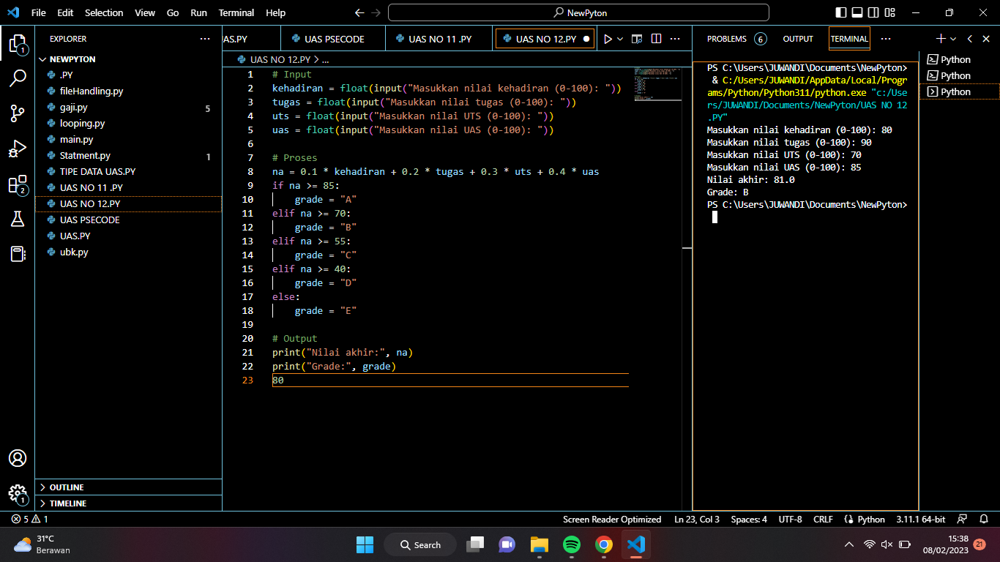 File Edit Selection View Go Run Terminal Help
NewPyton
EXPLORER
NEWPYTON
.PY
fileHandling.py
gaji.py 5
looping.py
main.py
Statment.py 1
TIPE DATA UAS.PY
UAS NO 11 .PY
UAS NO 12.PY
UAS PSECODE
UAS.PY
ubk.py
OUTLINE
TIMELINE
1
2
1
UAS.PY UAS PSECODE UAS NO 11 .PY UAS NO 12.PY
UAS NO 12.PY > ...
1 # Input
2 kehadiran = float(input("Masukkan nilai kehadiran (0-100): "))
3 tugas = float(input("Masukkan nilai tugas (0-100): "))
4 uts = float(input("Masukkan nilai UTS (0-100): "))
5 uas = float(input("Masukkan nilai UAS (0-100): "))
6
7 # Proses
8 na = 0.1 * kehadiran + 0.2 * tugas + 0.3 * uts + 0.4 * uas
9 if na >= 85:
10     grade = "A"
11 elif na >= 70:
12     grade = "B"
13 elif na >= 55:
14     grade = "C"
15 elif na >= 40:
16     grade = "D"
17 else:
18     grade = "E"
19
20 # Output
21 print("Nilai akhir:", na)
22 print("Grade:", grade)
23 80
PROBLEMS 6 OUTPUT TERMINAL
PS C:\Users\JUWANDI\Documents\NewPyton>
& C:/Users/JUWANDI/AppData/Local/Progr
ams/Python/Python311/python.exe "c:/Use
rs/JUWANDI/Documents/NewPyton/UAS NO 12
.PY"
Masukkan nilai kehadiran (0-100): 80
Masukkan nilai tugas (0-100): 90
Masukkan nilai UTS (0-100): 70
Masukkan nilai UAS (0-100): 85
Nilai akhir: 81.0
Grade: B
PS C:\Users\JUWANDI\Documents\NewPyton>
Python
Python
Python
5 1 Screen Reader Optimized Ln 23, Col 3 Spaces: 4 UTF-8 CRLF Python 3.11.1 64-bit
31°C
Berawan
Search
15:38
08/02/2023
21